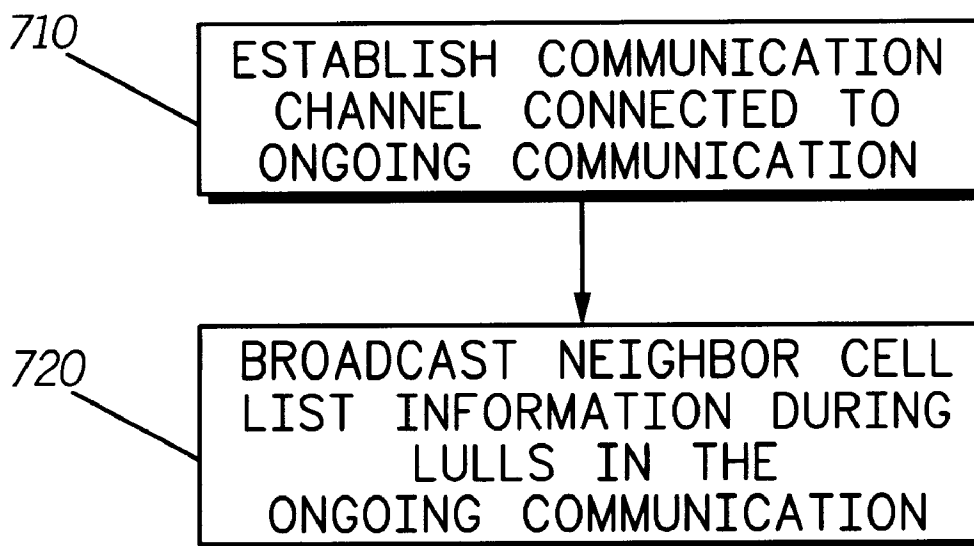 710
ESTABLISH COMMUNICATION
CHANNEL CONNECTED TO
ONGOING COMMUNICATION
720
BROADCAST NEIGHBOR CELL
LIST INFORMATION DURING
LULLS IN THE
ONGOING COMMUNICATION